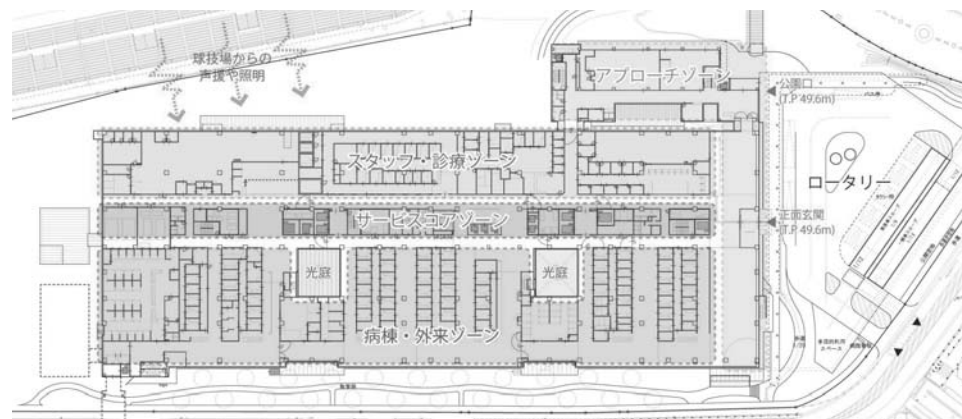 球技場からの
声援や照明
アプローチゾーン
公園口
(T.P 49.6m)
スタッフ・診療ゾーン
ロータリー
サービスコアゾーン
正面玄関
(T.P 49.6m)
光庭
光庭
病棟・外来ゾーン
1/12